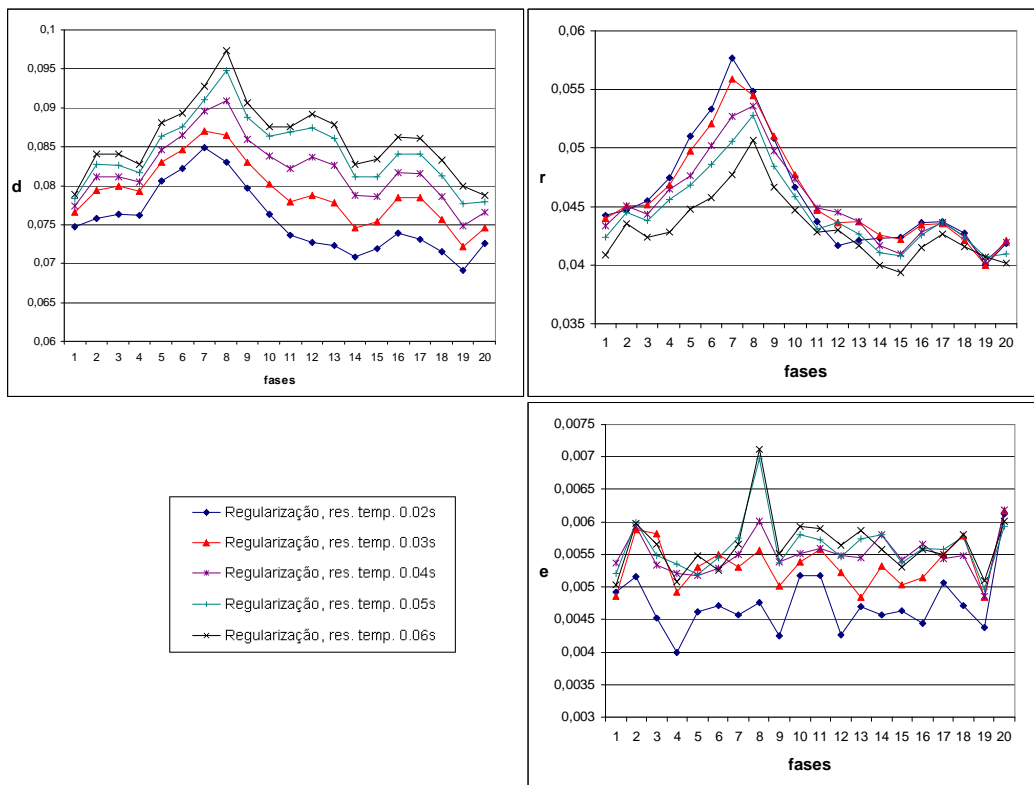 0,1
0,095
0,09
0,085
0,08
0,075
0,07
0,065
0,06
d
1 2 3 4 5 6 7 8 9 10 11 12 13 14 15 16 17 18 19 20
fases
0,06
0,055
0,05
0,045
0,04
0,035
r
1 2 3 4 5 6 7 8 9 10 11 12 13 14 15 16 17 18 19 20
fases
Regularização, res. temp. 0.02s
Regularização, res. temp. 0.03s
Regularização, res. temp. 0.04s
Regularização, res. temp. 0.05s
Regularização, res. temp. 0.06s
0,0075
0,007
0,0065
0,006
0,0055
0,005
0,0045
0,004
0,0035
0,003
e
1 2 3 4 5 6 7 8 9 10 11 12 13 14 15 16 17 18 19 20
fases